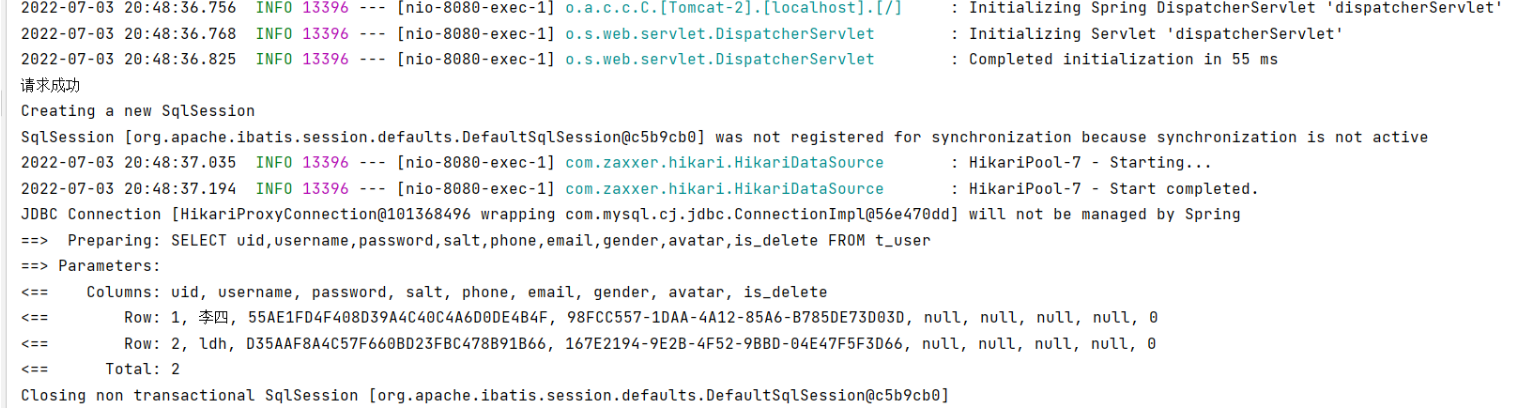 2022-07-03 20:48:36.756  INFO 13396 --- [nio-8080-exec-1] o.a.c.c.C.[Tomcat-2].[localhost].[/]     : Initializing Spring DispatcherServlet 'dispatcherServlet'
2022-07-03 20:48:36.768  INFO 13396 --- [nio-8080-exec-1] o.s.web.servlet.DispatcherServlet        : Initializing Servlet 'dispatcherServlet'
2022-07-03 20:48:36.825  INFO 13396 --- [nio-8080-exec-1] o.s.web.servlet.DispatcherServlet        : Completed initialization in 55 ms
请求成功
Creating a new SqlSession
SqlSession [org.apache.ibatis.session.defaults.DefaultSqlSession@c5b9cb0] was not registered for synchronization because synchronization is not active
2022-07-03 20:48:37.035  INFO 13396 --- [nio-8080-exec-1] com.zaxxer.hikari.HikariDataSource       : HikariPool-7 - Starting...
2022-07-03 20:48:37.194  INFO 13396 --- [nio-8080-exec-1] com.zaxxer.hikari.HikariDataSource       : HikariPool-7 - Start completed.
JDBC Connection [HikariProxyConnection@101368496 wrapping com.mysql.cj.jdbc.ConnectionImpl@56e470dd] will not be managed by Spring
==>  Preparing: SELECT uid,username,password,salt,phone,email,gender,avatar,is_delete FROM t_user
==> Parameters:
<==    Columns: uid, username, password, salt, phone, email, gender, avatar, is_delete
<==        Row: 1, 李四, 55AE1FD4F408D39A4C40C4A6D0DE4B4F, 98FCC557-1DAA-4A12-85A6-B785DE73D03D, null, null, null, null, 0
<==        Row: 2, ldh, D35AAF8A4C57F660BD23FBC478B91B66, 167E2194-9E2B-4F52-9BBD-04E47F5F3D66, null, null, null, null, 0
<==      Total: 2
Closing non transactional SqlSession [org.apache.ibatis.session.defaults.DefaultSqlSession@c5b9cb0]